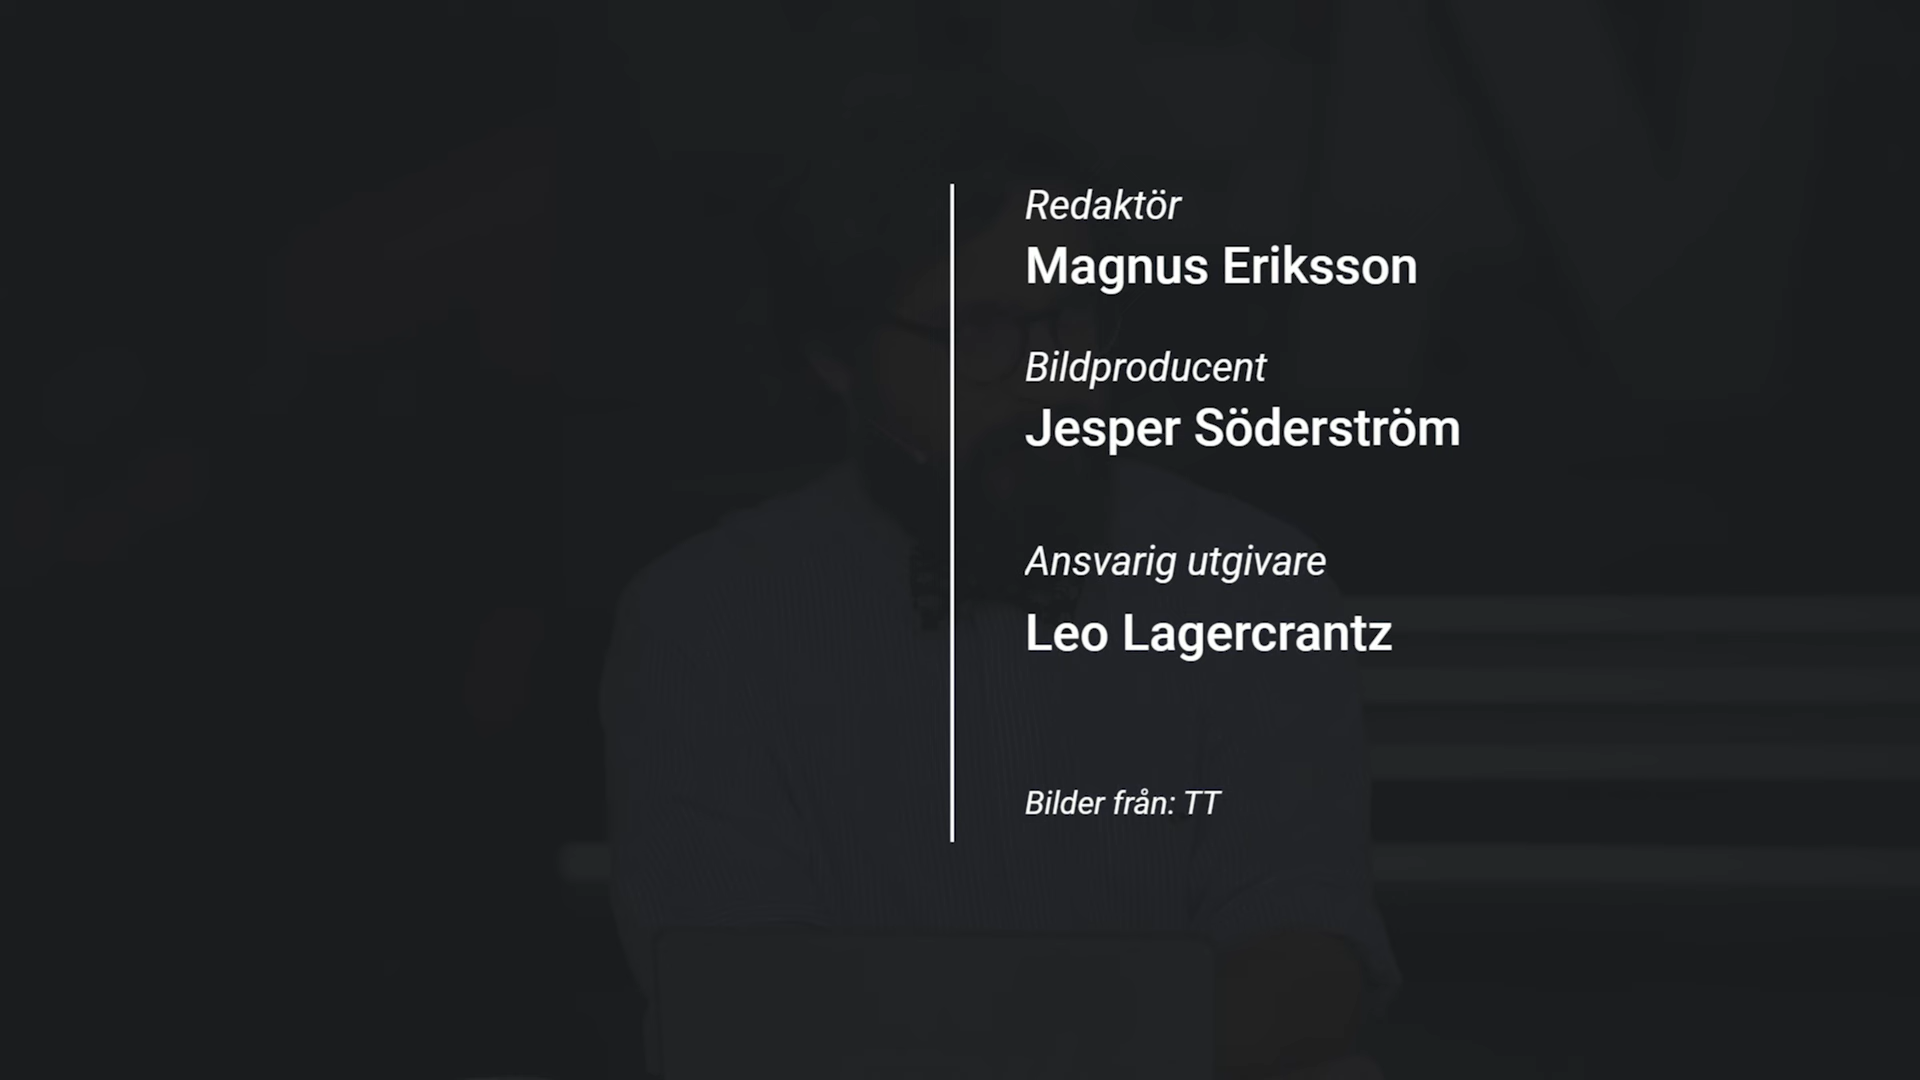 Redaktör
Magnus Eriksson
Bildproducent
Jesper Söderström
Ansvarig utgivare
Leo Lagercrantz
Bilder från: TT